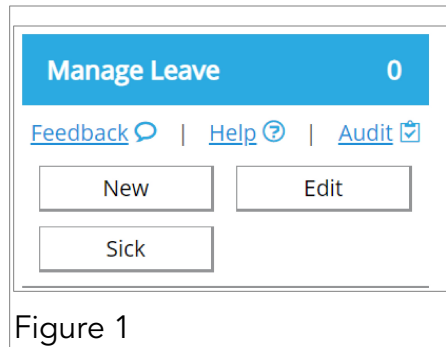 Manage Leave 0
Feedback | Help | Audit
New Edit
Sick
Figure 1